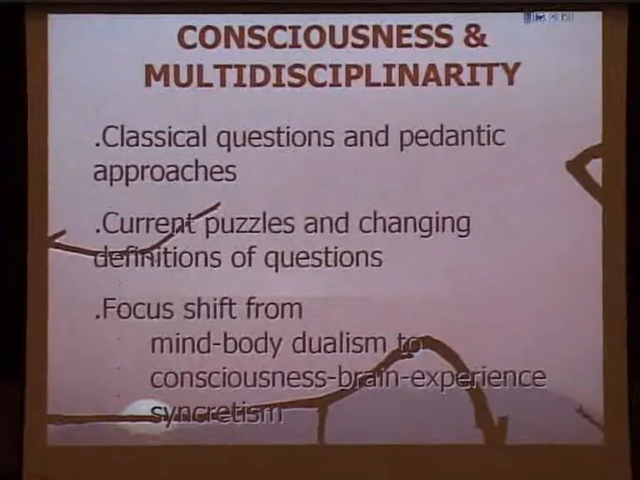 CONSCIOUSNESS &
MULTIDISCIPLINARITY
.Classical questions and pedantic
approaches
.Current puzzles and changing
definitions of questions
.Focus shift from
mind-body dualism to
consciousness-brain-experience
syncretism